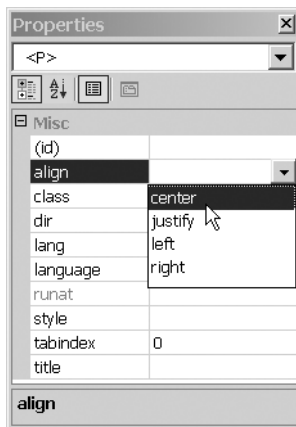 Properties
<P>
Misc
(id)
align
class center
dir justify
lang left
language right
runat
style
tabindex 0
title
align